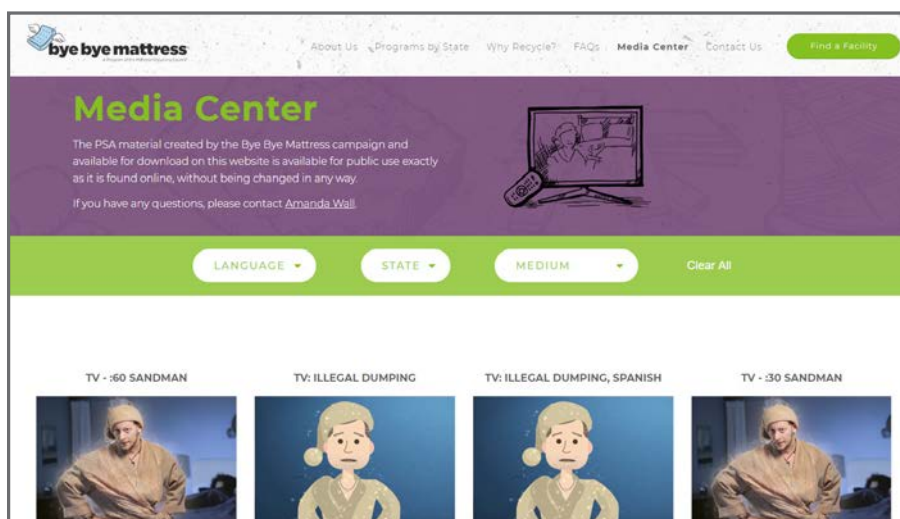 bye bye mattress
About Us Programs by State Why Recycle? FAQs Media Center Contact Us Find a Facility
Media Center
The PSA material created by the Bye Bye Mattress campaign and
available for download on this website is available for public use exactly
as it is found online, without being changed in any way.
If you have any questions, please contact Amanda Wall.
LANGUAGE STATE MEDIUM Clear All
TV - :60 SANDMAN TV: ILLEGAL DUMPING TV: ILLEGAL DUMPING, SPANISH TV - :30 SANDMAN